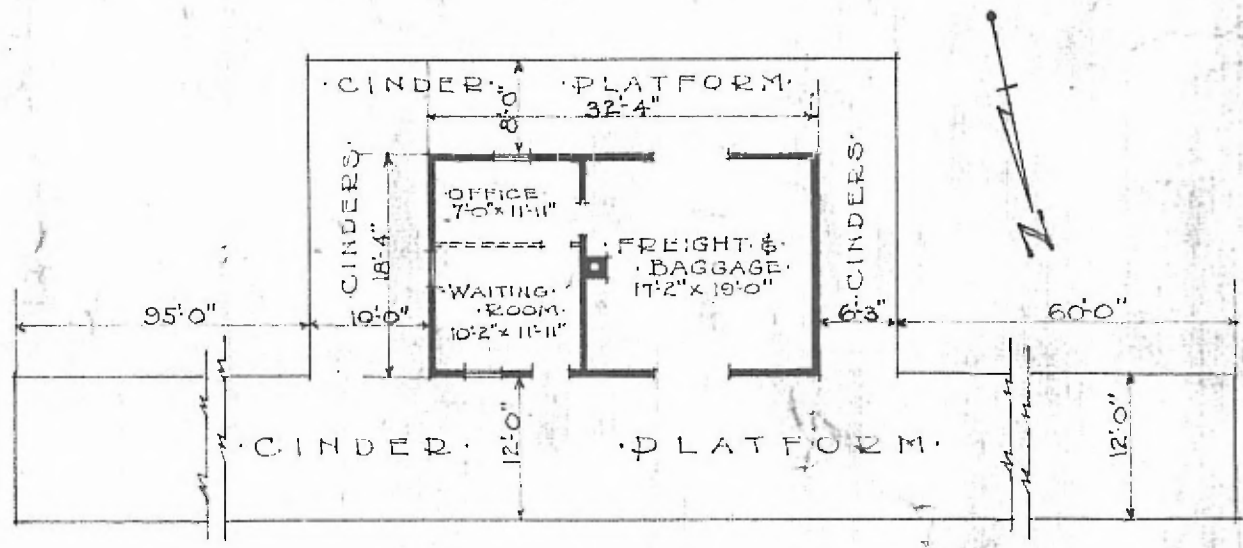 ·CINDER· ·PLATFORM·
8'-0"
32'-4"
·CINDERS·
18'-4"
·OFFICE·
7'-0" x 11'-11"
·FREIGHT·&·
·BAGGAGE·
17'-2" x 19'-0"
·WAITING·
·ROOM·
10'-2" x 11'-11"
·CINDERS·
N
95'-0"
10'-0"
6'-3"
60'-0"
·CINDER· ·PLATFORM·
12'-0"
12'-0"